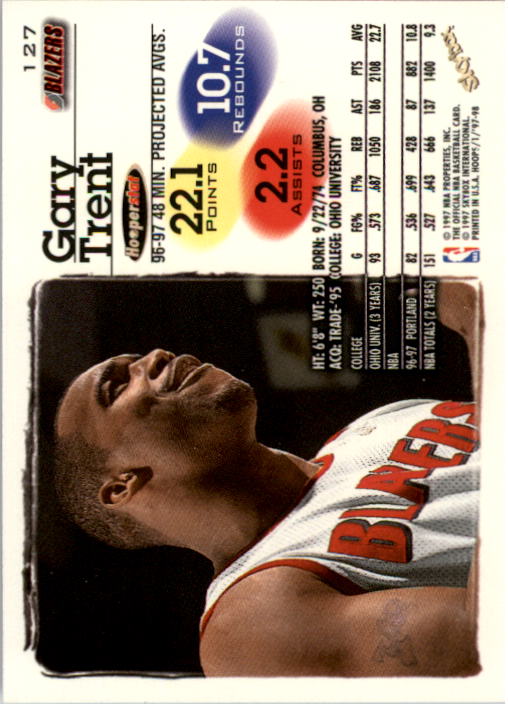 127
BLAZERS
Gary
Trent
Hooperstat
96-97 48 MIN. PROJECTED AVGS.
22.1
POINTS
10.7
REBOUNDS
2.2
ASSISTS
HT: 6'8" WT: 250 BORN: 9/22/74 COLUMBUS, OH
ACQ: TRADE-'95 COLLEGE: OHIO UNIVERSITY
COLLEGE G FG% FT% REB AST PTS AVG
OHIO UNIV. (3 YEARS) 93 .573 .687 1050 186 2108 22.7
NBA
96-97 PORTLAND 82 .536 .699 428 87 882 10.8
NBA TOTALS (2 YEARS) 151 .527 .643 666 137 1400 9.3
© 1997 NBA PROPERTIES, INC.
THE OFFICIAL NBA BASKETBALL CARD.
© 1997 SKYBOX INTERNATIONAL.
PRINTED IN U.S.A. HOOPS/1/'97-98
SKYBOX
NBA
BLAZERS